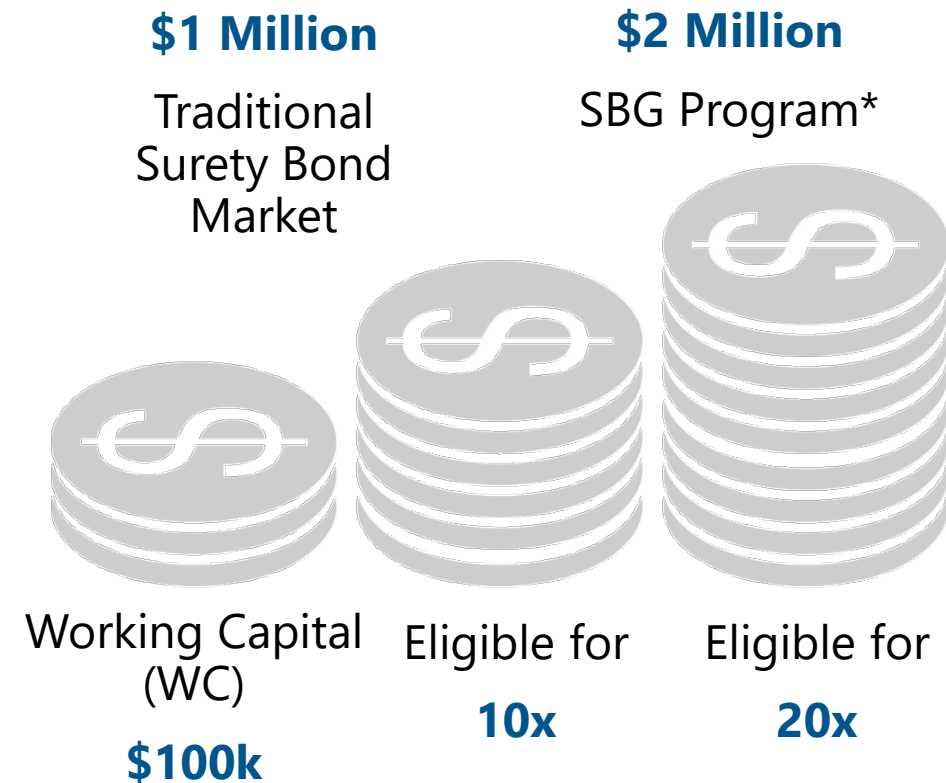 $1 Million
Traditional
Surety Bond
Market
$2 Million
SBG Program*
Working Capital
(WC)
$100k
Eligible for
10x
Eligible for
20x